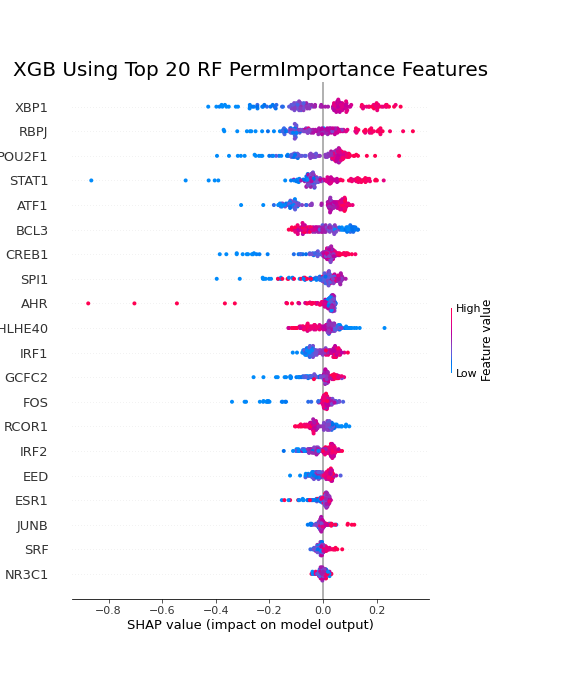 XGB Using Top 20 RF PermImportance Features
XBP1
RBPJ
POU2F1
STAT1
ATF1
BCL3
CREB1
SPI1
AHR
HLHE40
IRF1
GCFC2
FOS
RCOR1
IRF2
EED
ESR1
JUNB
SRF
NR3C1
High
Low
Feature value
−0.8 −0.6 −0.4 −0.2 0.0 0.2
SHAP value (impact on model output)